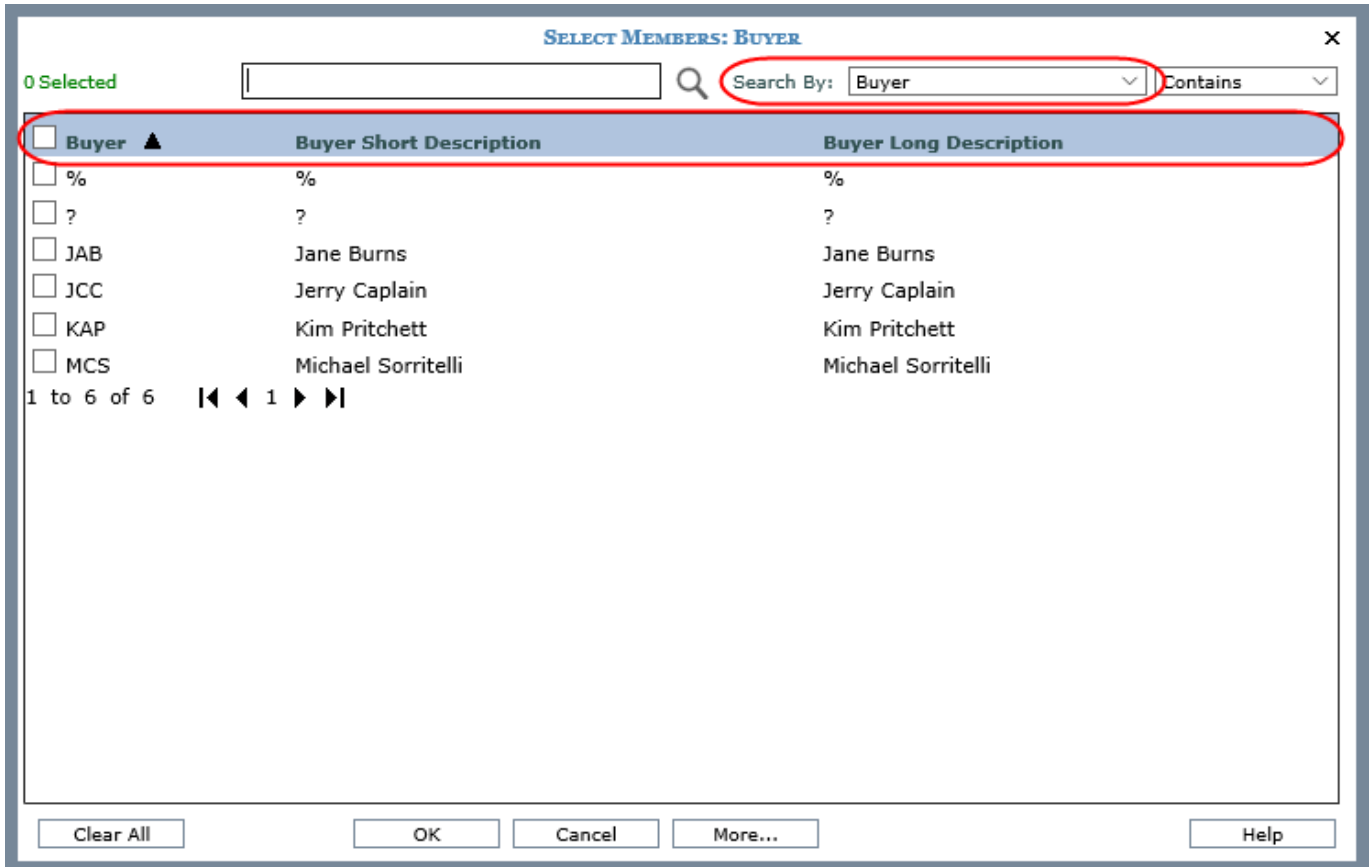 SELECT MEMBERS: BUYER
0 Selected Search By: Buyer Contains
Buyer ▲ Buyer Short Description Buyer Long Description
% % %
? ? ?
JAB Jane Burns Jane Burns
JCC Jerry Caplain Jerry Caplain
KAP Kim Pritchett Kim Pritchett
MCS Michael Sorritelli Michael Sorritelli
1 to 6 of 6 1
Clear All OK Cancel More... Help